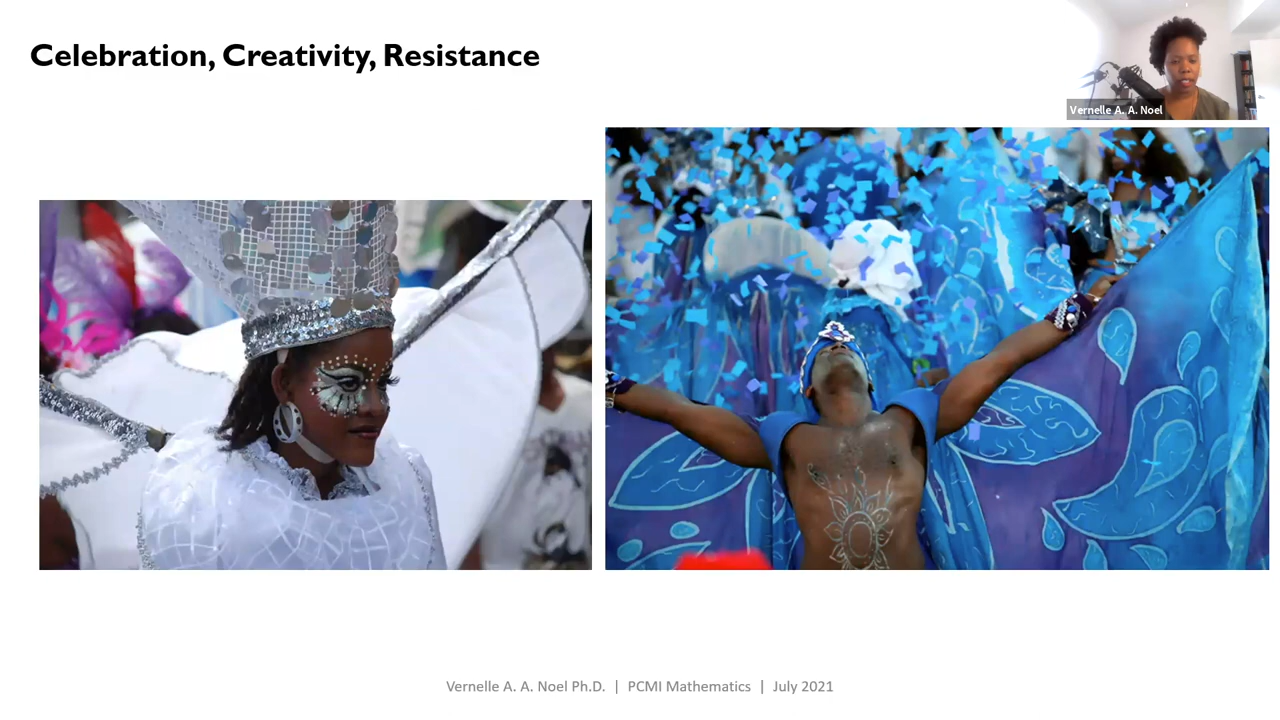 Celebration, Creativity, Resistance
Vernelle A. A. Noel
Vernelle A. A. Noel Ph.D. | PCMI Mathematics | July 2021